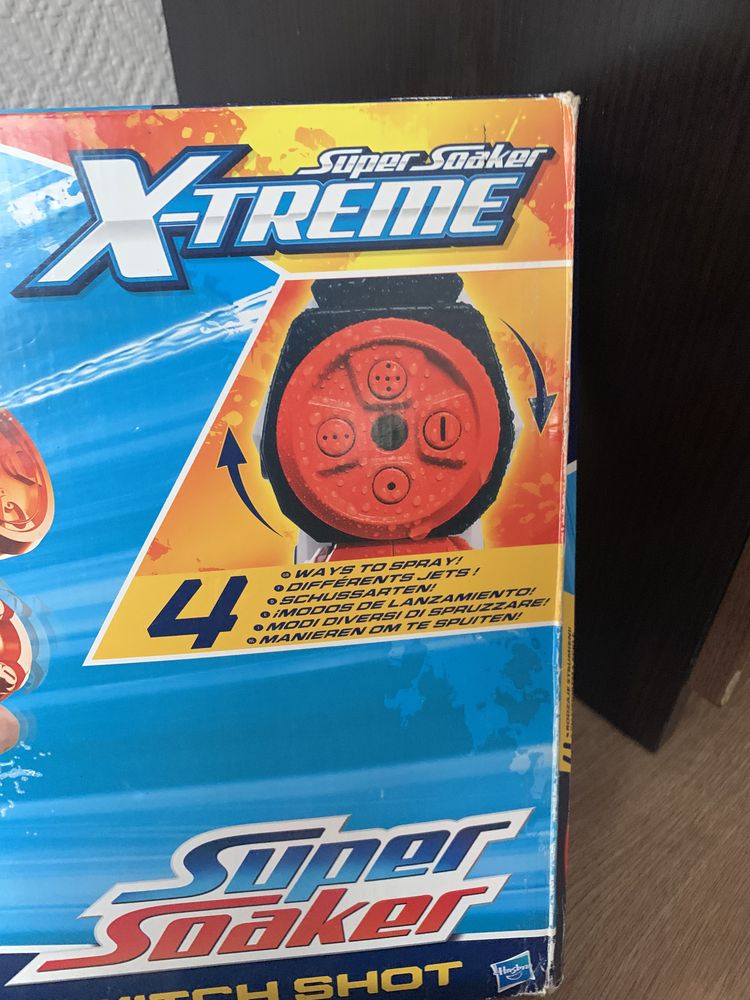 Super Soaker
X-TREME
4
WAYS TO SPRAY!
DIFFÉRENTS JETS!
SCHUSSARTEN!
¡MODOS DE LANZAMIENTO!
MODI DIVERSI DI SPRUZZARE!
MANIEREN OM TE SPUITEN!
Super
Soaker
SHOT
Hasbro